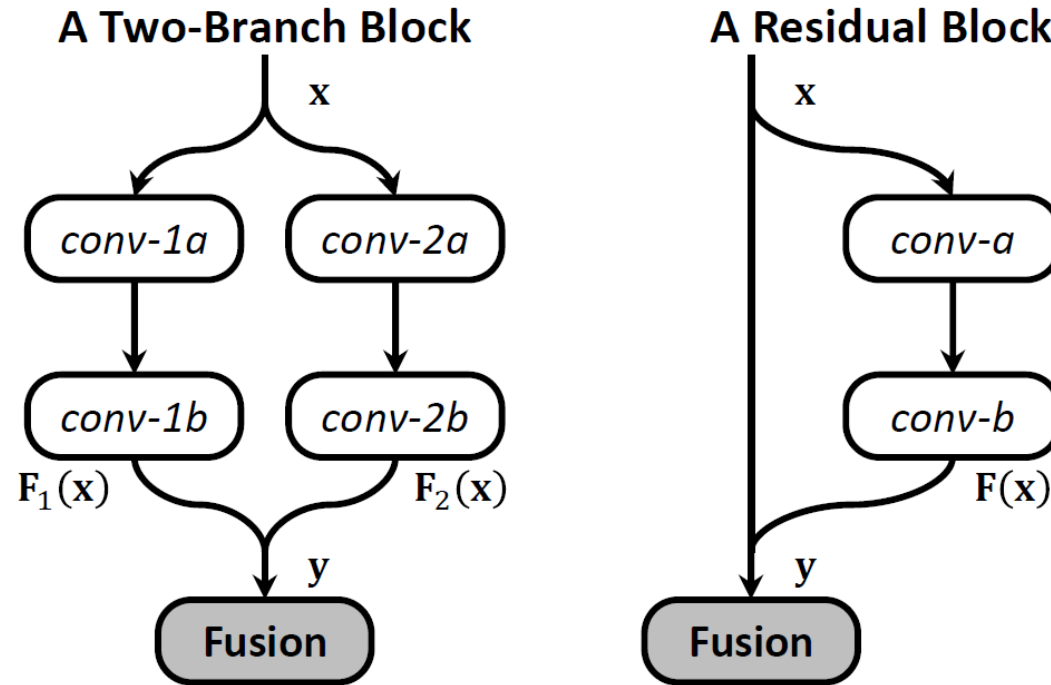 A Two-Branch Block
x
conv-1a
conv-2a
conv-1b
conv-2b
F₁(x)
F₂(x)
y
Fusion
A Residual Block
x
conv-a
conv-b
F(x)
y
Fusion